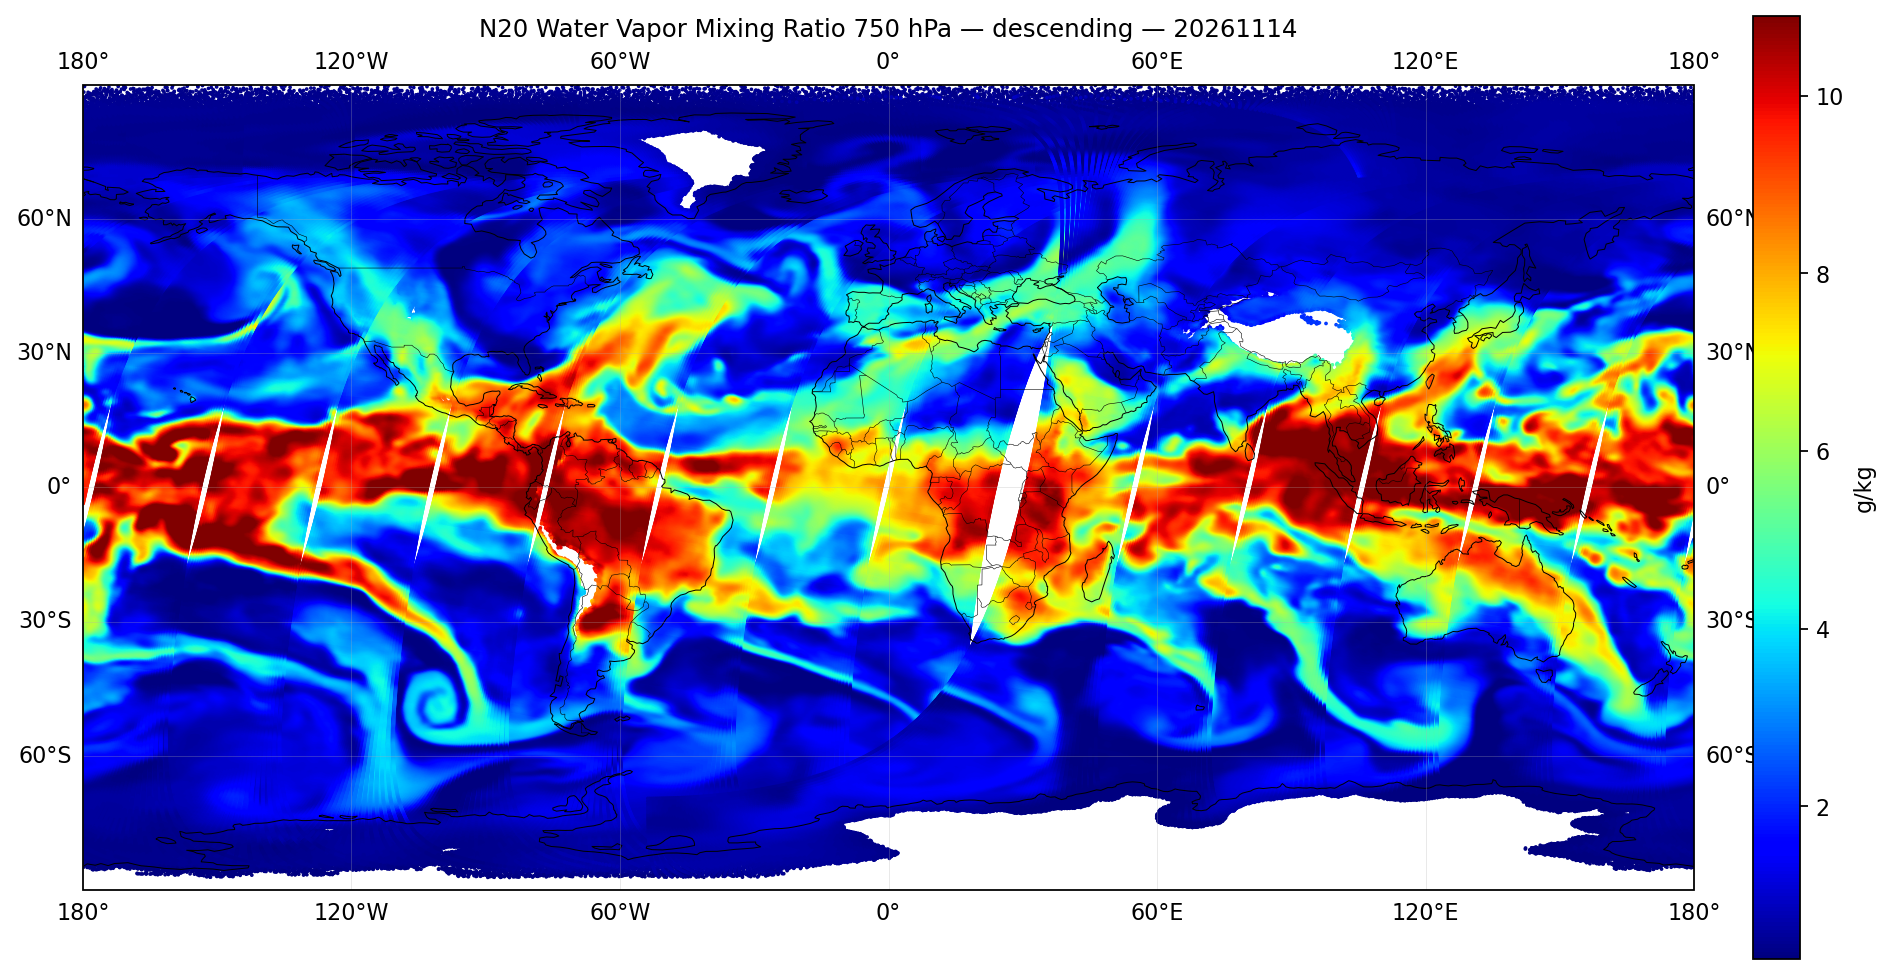 N20 Water Vapor Mixing Ratio 750 hPa — descending — 20261114
180° 120°W 60°W 0° 60°E 120°E 180°
10
60°N 60°N
8
30°N 30°N
6
0° 0°
g/kg
4
30°S 30°S
2
60°S 60°S
180° 120°W 60°W 0° 60°E 120°E 180°